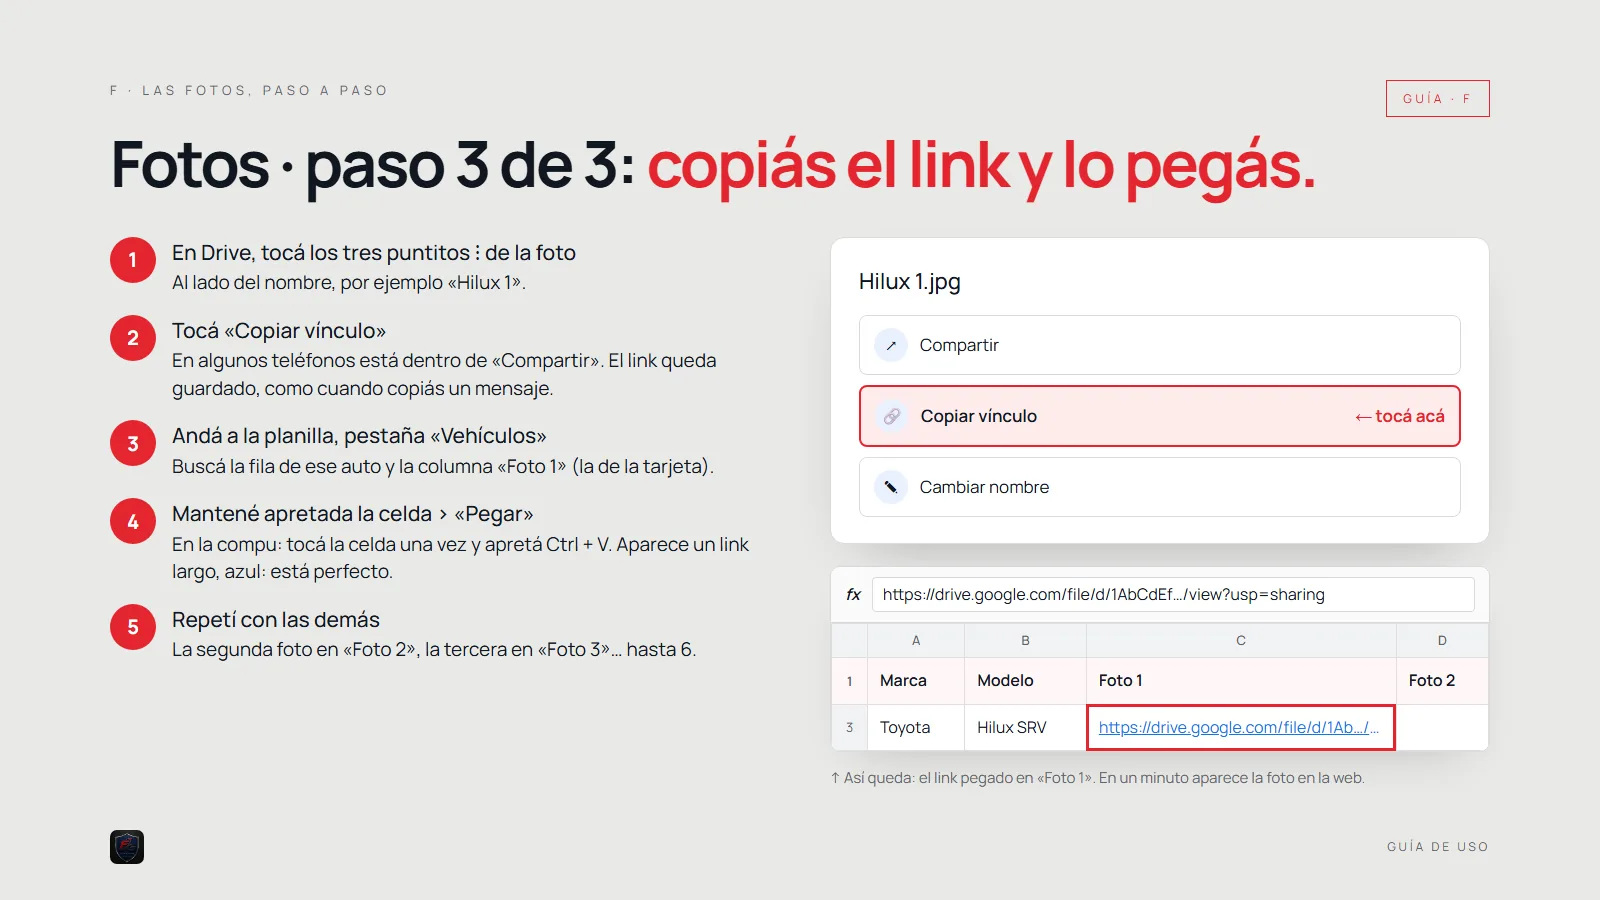 F · LAS FOTOS, PASO A PASO
GUÍA · F
Fotos · paso 3 de 3: copiás el link y lo pegás.
1
En Drive, tocá los tres puntitos ⋮ de la foto
Al lado del nombre, por ejemplo «Hilux 1».
2
Tocá «Copiar vínculo»
En algunos teléfonos está dentro de «Compartir». El link queda
guardado, como cuando copiás un mensaje.
3
Andá a la planilla, pestaña «Vehículos»
Buscá la fila de ese auto y la columna «Foto 1» (la de la tarjeta).
4
Mantené apretada la celda › «Pegar»
En la compu: tocá la celda una vez y apretá Ctrl + V. Aparece un link
largo, azul: está perfecto.
5
Repetí con las demás
La segunda foto en «Foto 2», la tercera en «Foto 3»… hasta 6.
Hilux 1.jpg
Compartir
Copiar vínculo ← tocá acá
Cambiar nombre
fx https://drive.google.com/file/d/1AbCdEf…/view?usp=sharing
A B C D
1 Marca Modelo Foto 1 Foto 2
3 Toyota Hilux SRV https://drive.google.com/file/d/1Ab…/…
↑ Así queda: el link pegado en «Foto 1». En un minuto aparece la foto en la web.
GUÍA DE USO